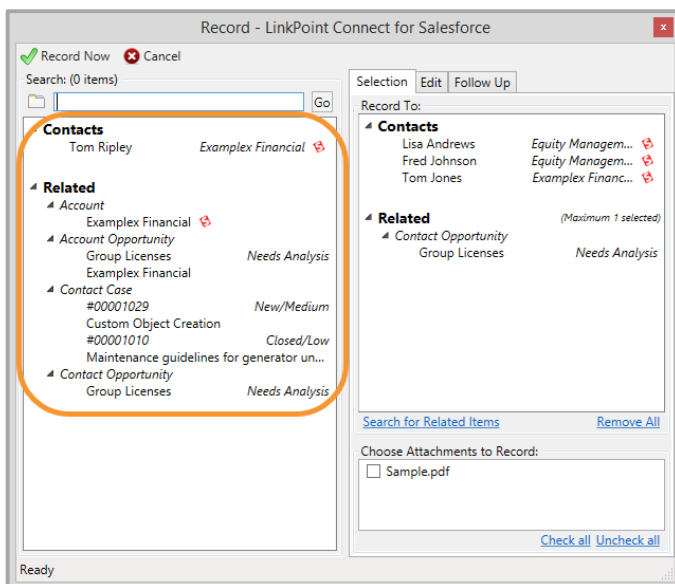 Record - LinkPoint Connect for Salesforce
x
Record Now Cancel
Search: (0 items)
Go
Contacts
Tom Ripley Examplex Financial
Related
Account
Examplex Financial
Account Opportunity
Group Licenses Needs Analysis
Examplex Financial
Contact Case
#00001029 New/Medium
Custom Object Creation
#00001010 Closed/Low
Maintenance guidelines for generator un...
Contact Opportunity
Group Licenses Needs Analysis
Selection Edit Follow Up
Record To:
Contacts
Lisa Andrews Equity Managem...
Fred Johnson Equity Managem...
Tom Jones Examplex Financ...
Related (Maximum 1 selected)
Contact Opportunity
Group Licenses Needs Analysis
Search for Related Items Remove All
Choose Attachments to Record:
Sample.pdf
Check all Uncheck all
Ready